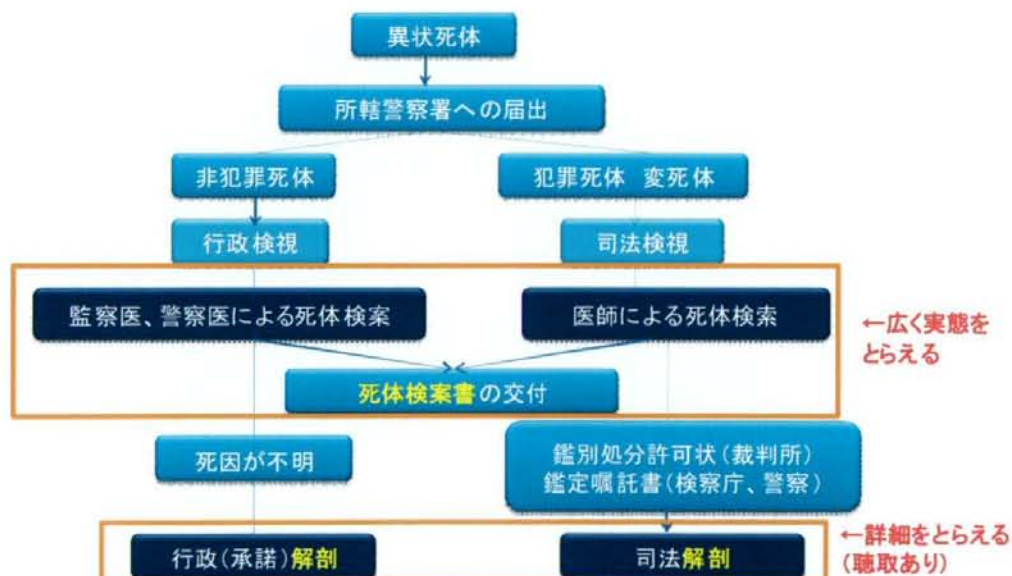 異状死体
所轄警察署への届出
非犯罪死体
犯罪死体 変死体
行政検視
司法検視
監察医、警察医による死体検案
医師による死体検索
←広く実態を
とらえる
死体検案書の交付
死因が不明
鑑別処分許可状(裁判所)
鑑定嘱託書(検察庁、警察)
行政(承諾)解剖
司法解剖
←詳細をとらえる
(聴取あり)